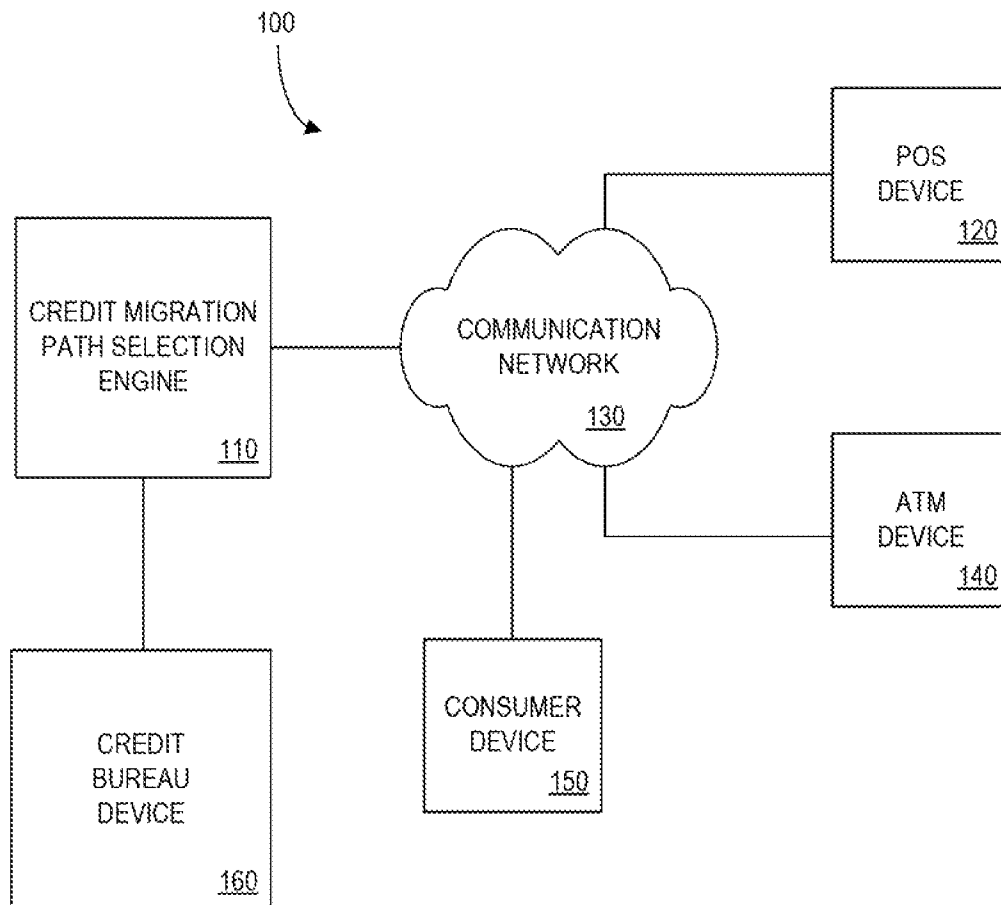 100
POS
DEVICE
120
CREDIT MIGRATION
PATH SELECTION
ENGINE
110
COMMUNICATION
NETWORK
130
ATM
DEVICE
140
CONSUMER
DEVICE
150
CREDIT
BUREAU
DEVICE
160